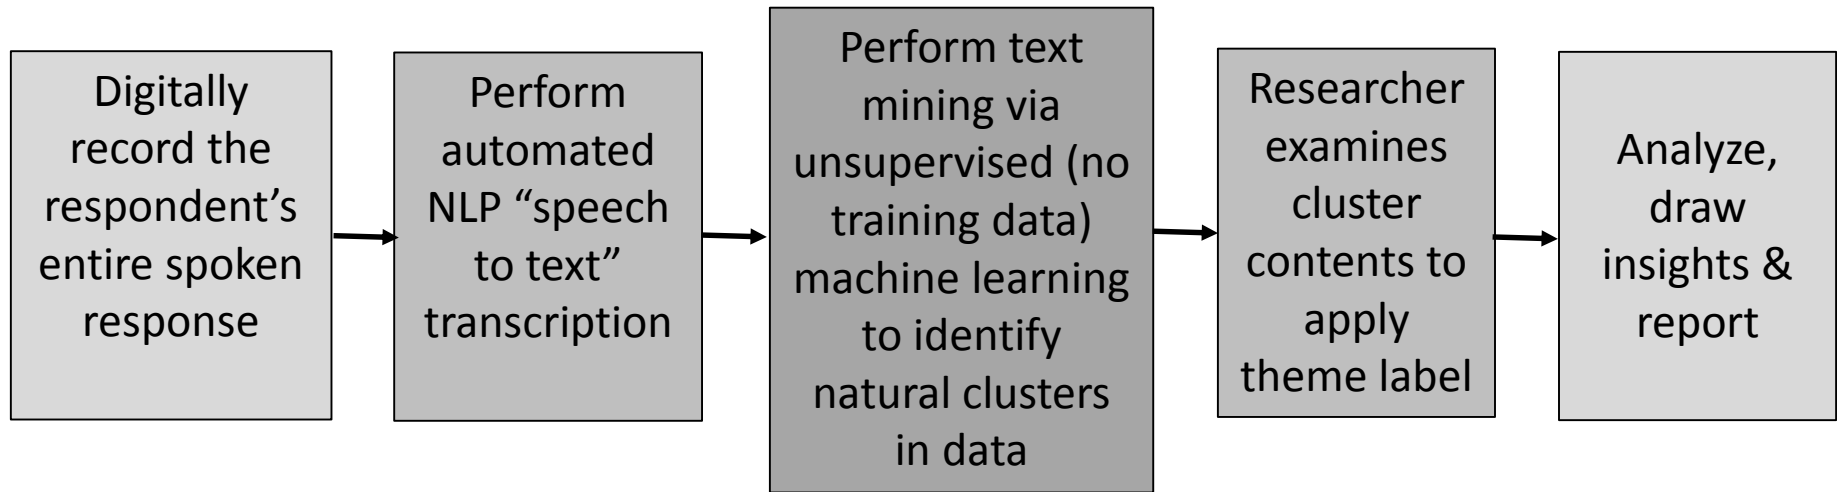 Digitally
record the
respondent’s
entire spoken
response
Perform
automated
NLP “speech
to text”
transcription
Perform text
mining via
unsupervised (no
training data)
machine learning
to identify
natural clusters
in data
Researcher
examines
cluster
contents to
apply
theme label
Analyze,
draw
insights &
report